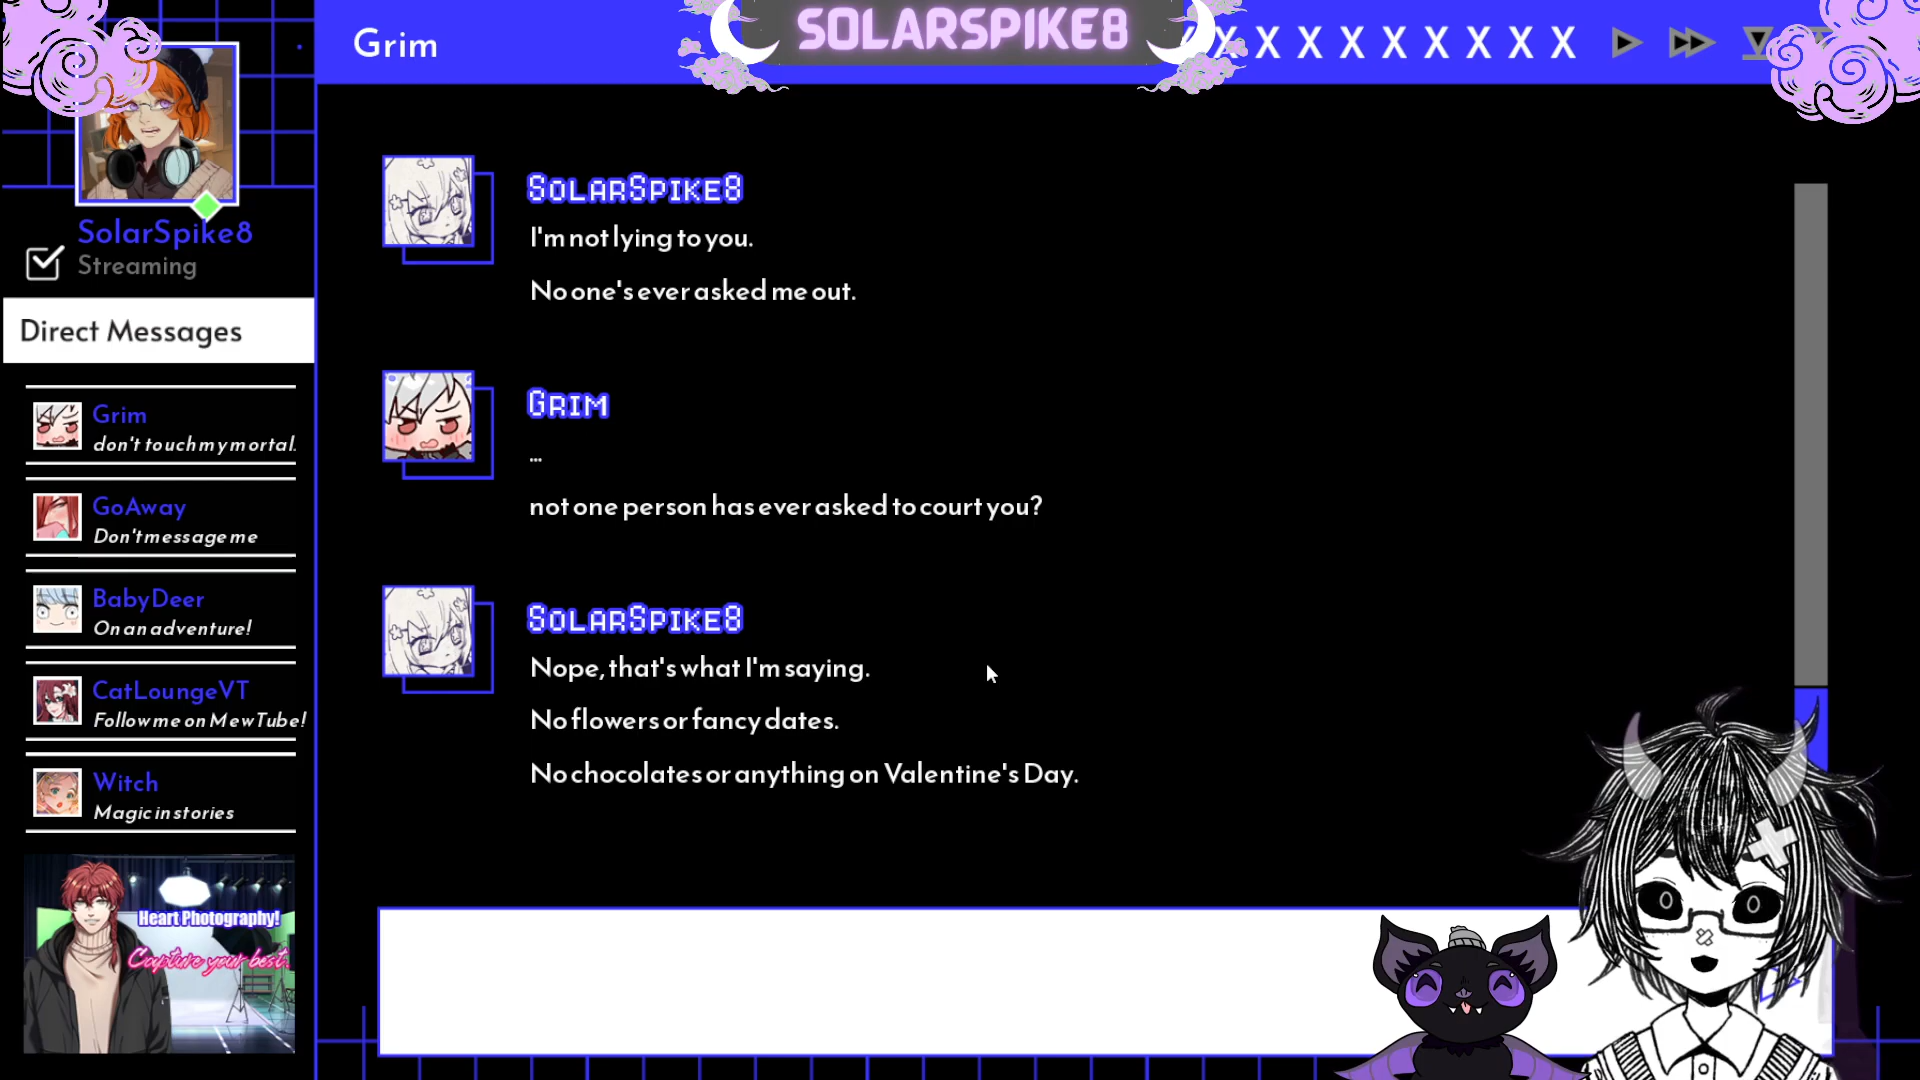 SOLARSPIKE8
Grim
X X X X X X X X X
SolarSpike8
Streaming
Direct Messages
Grim
don't touch my mortal.
GoAway
Don't message me
BabyDeer
On an adventure!
CatLoungeVT
Follow me on MewTube!
Witch
Magic in stories
Heart Photography!
Capture your best.
SolarSpike8
I'm not lying to you.
No one's ever asked me out.
Grim
...
not one person has ever asked to court you?
SolarSpike8
Nope, that's what I'm saying.
No flowers or fancy dates.
No chocolates or anything on Valentine's Day.